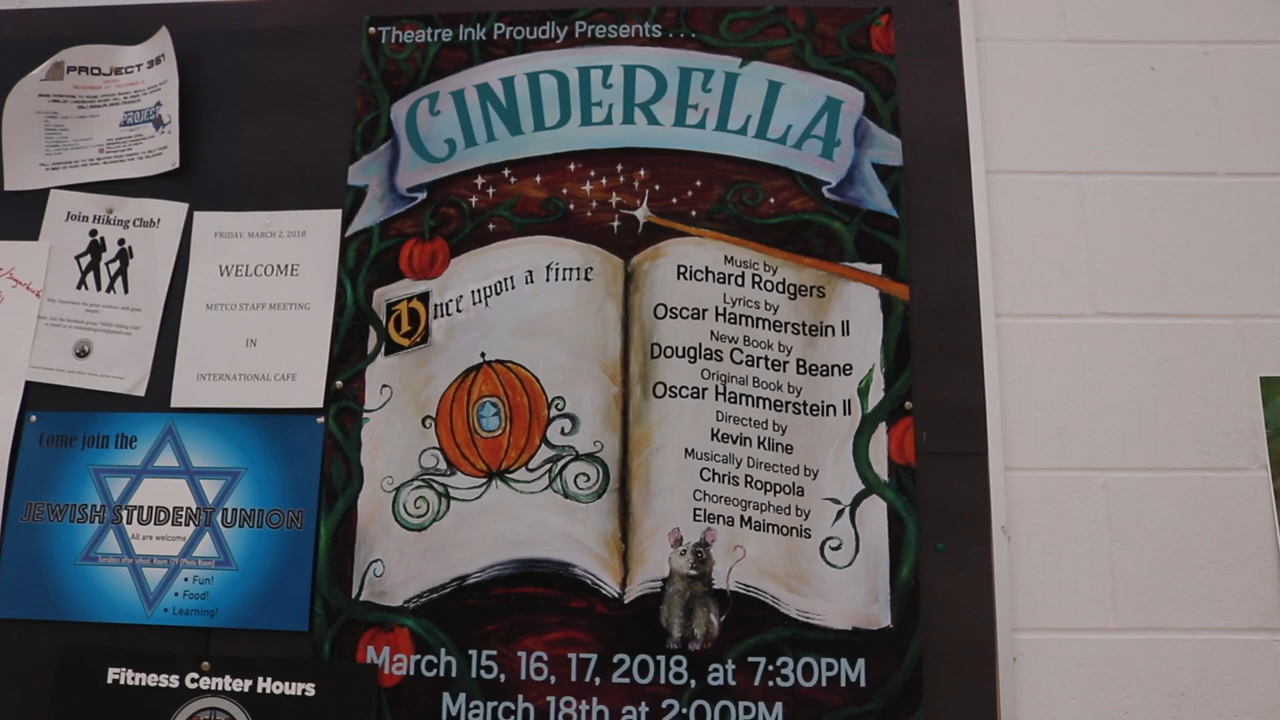 Theatre Ink Proudly Presents . . .
CINDERELLA
Once upon a time
Music by
Richard Rodgers
Lyrics by
Oscar Hammerstein II
New Book by
Douglas Carter Beane
Original Book by
Oscar Hammerstein II
Directed by
Kevin Kline
Musically Directed by
Chris Roppola
Choreographed by
Elena Maimonis
March 15, 16, 17, 2018, at 7:30PM
March 18th at 2:00PM
PROJECT 351
PROJECT
Join Hiking Club!
FRIDAY, MARCH 2, 2018
WELCOME
METCO STAFF MEETING
IN
INTERNATIONAL CAFE
Come join the
JEWISH STUDENT UNION
All are welcome
• Fun!
• Food!
• Learning!
Fitness Center Hours